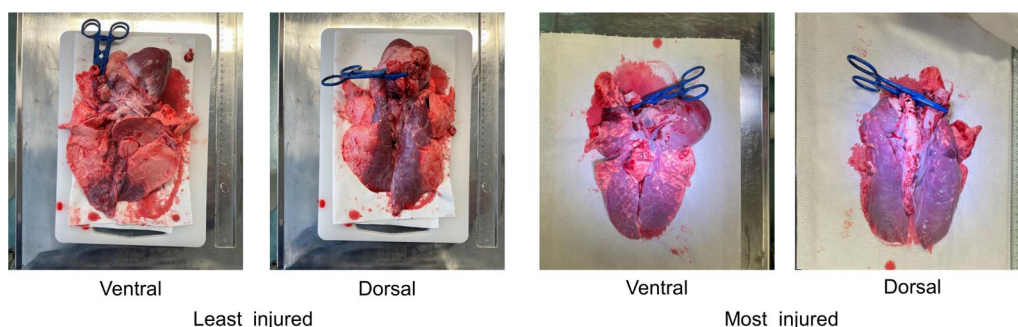 Ventral
Dorsal
Ventral
Dorsal
Least injured
Most injured